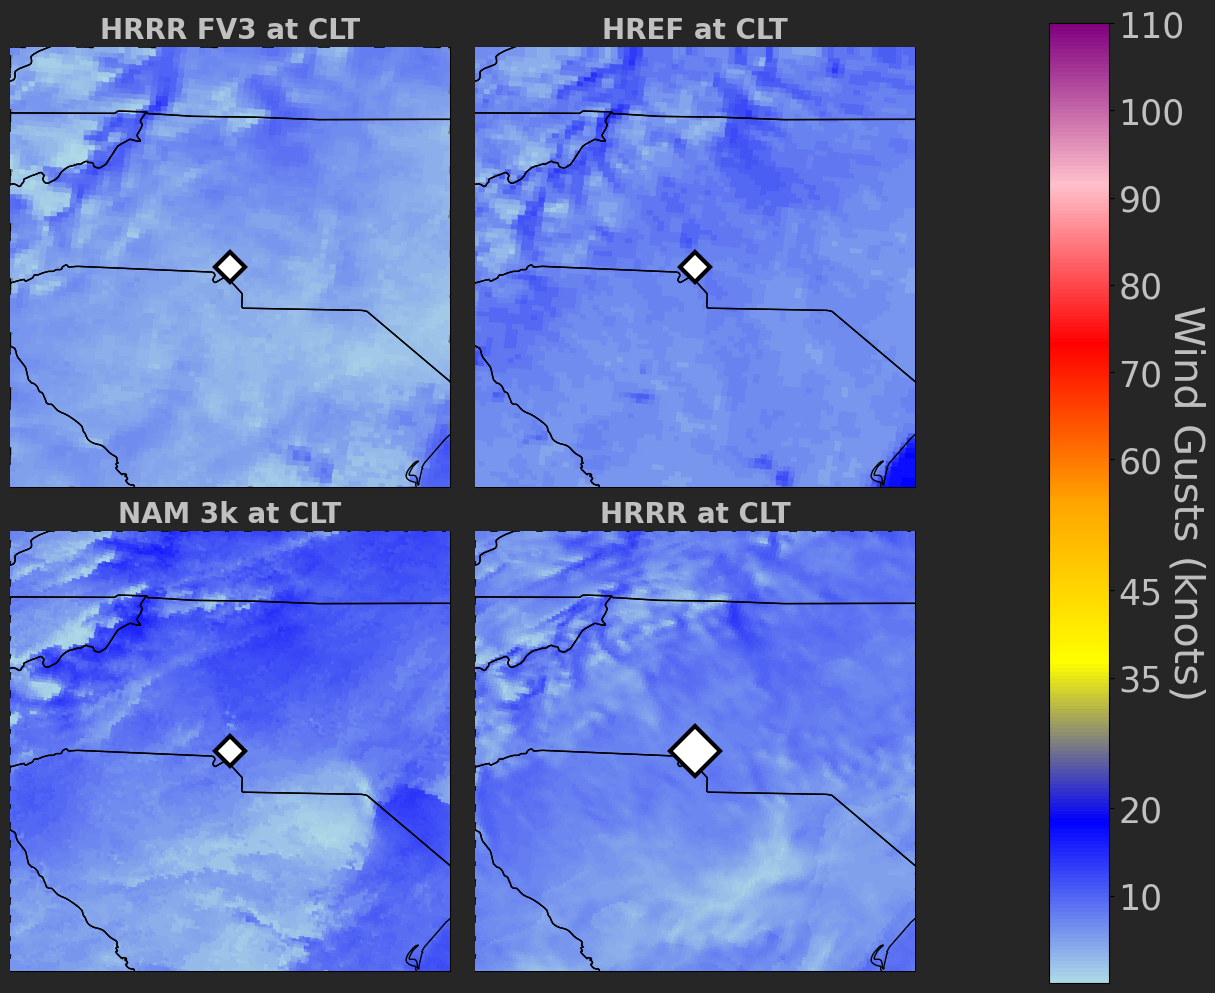 HRRR FV3 at CLT
HREF at CLT
NAM 3k at CLT
HRRR at CLT
110
100
90
80
70
60
45
35
20
10
Wind Gusts (knots)